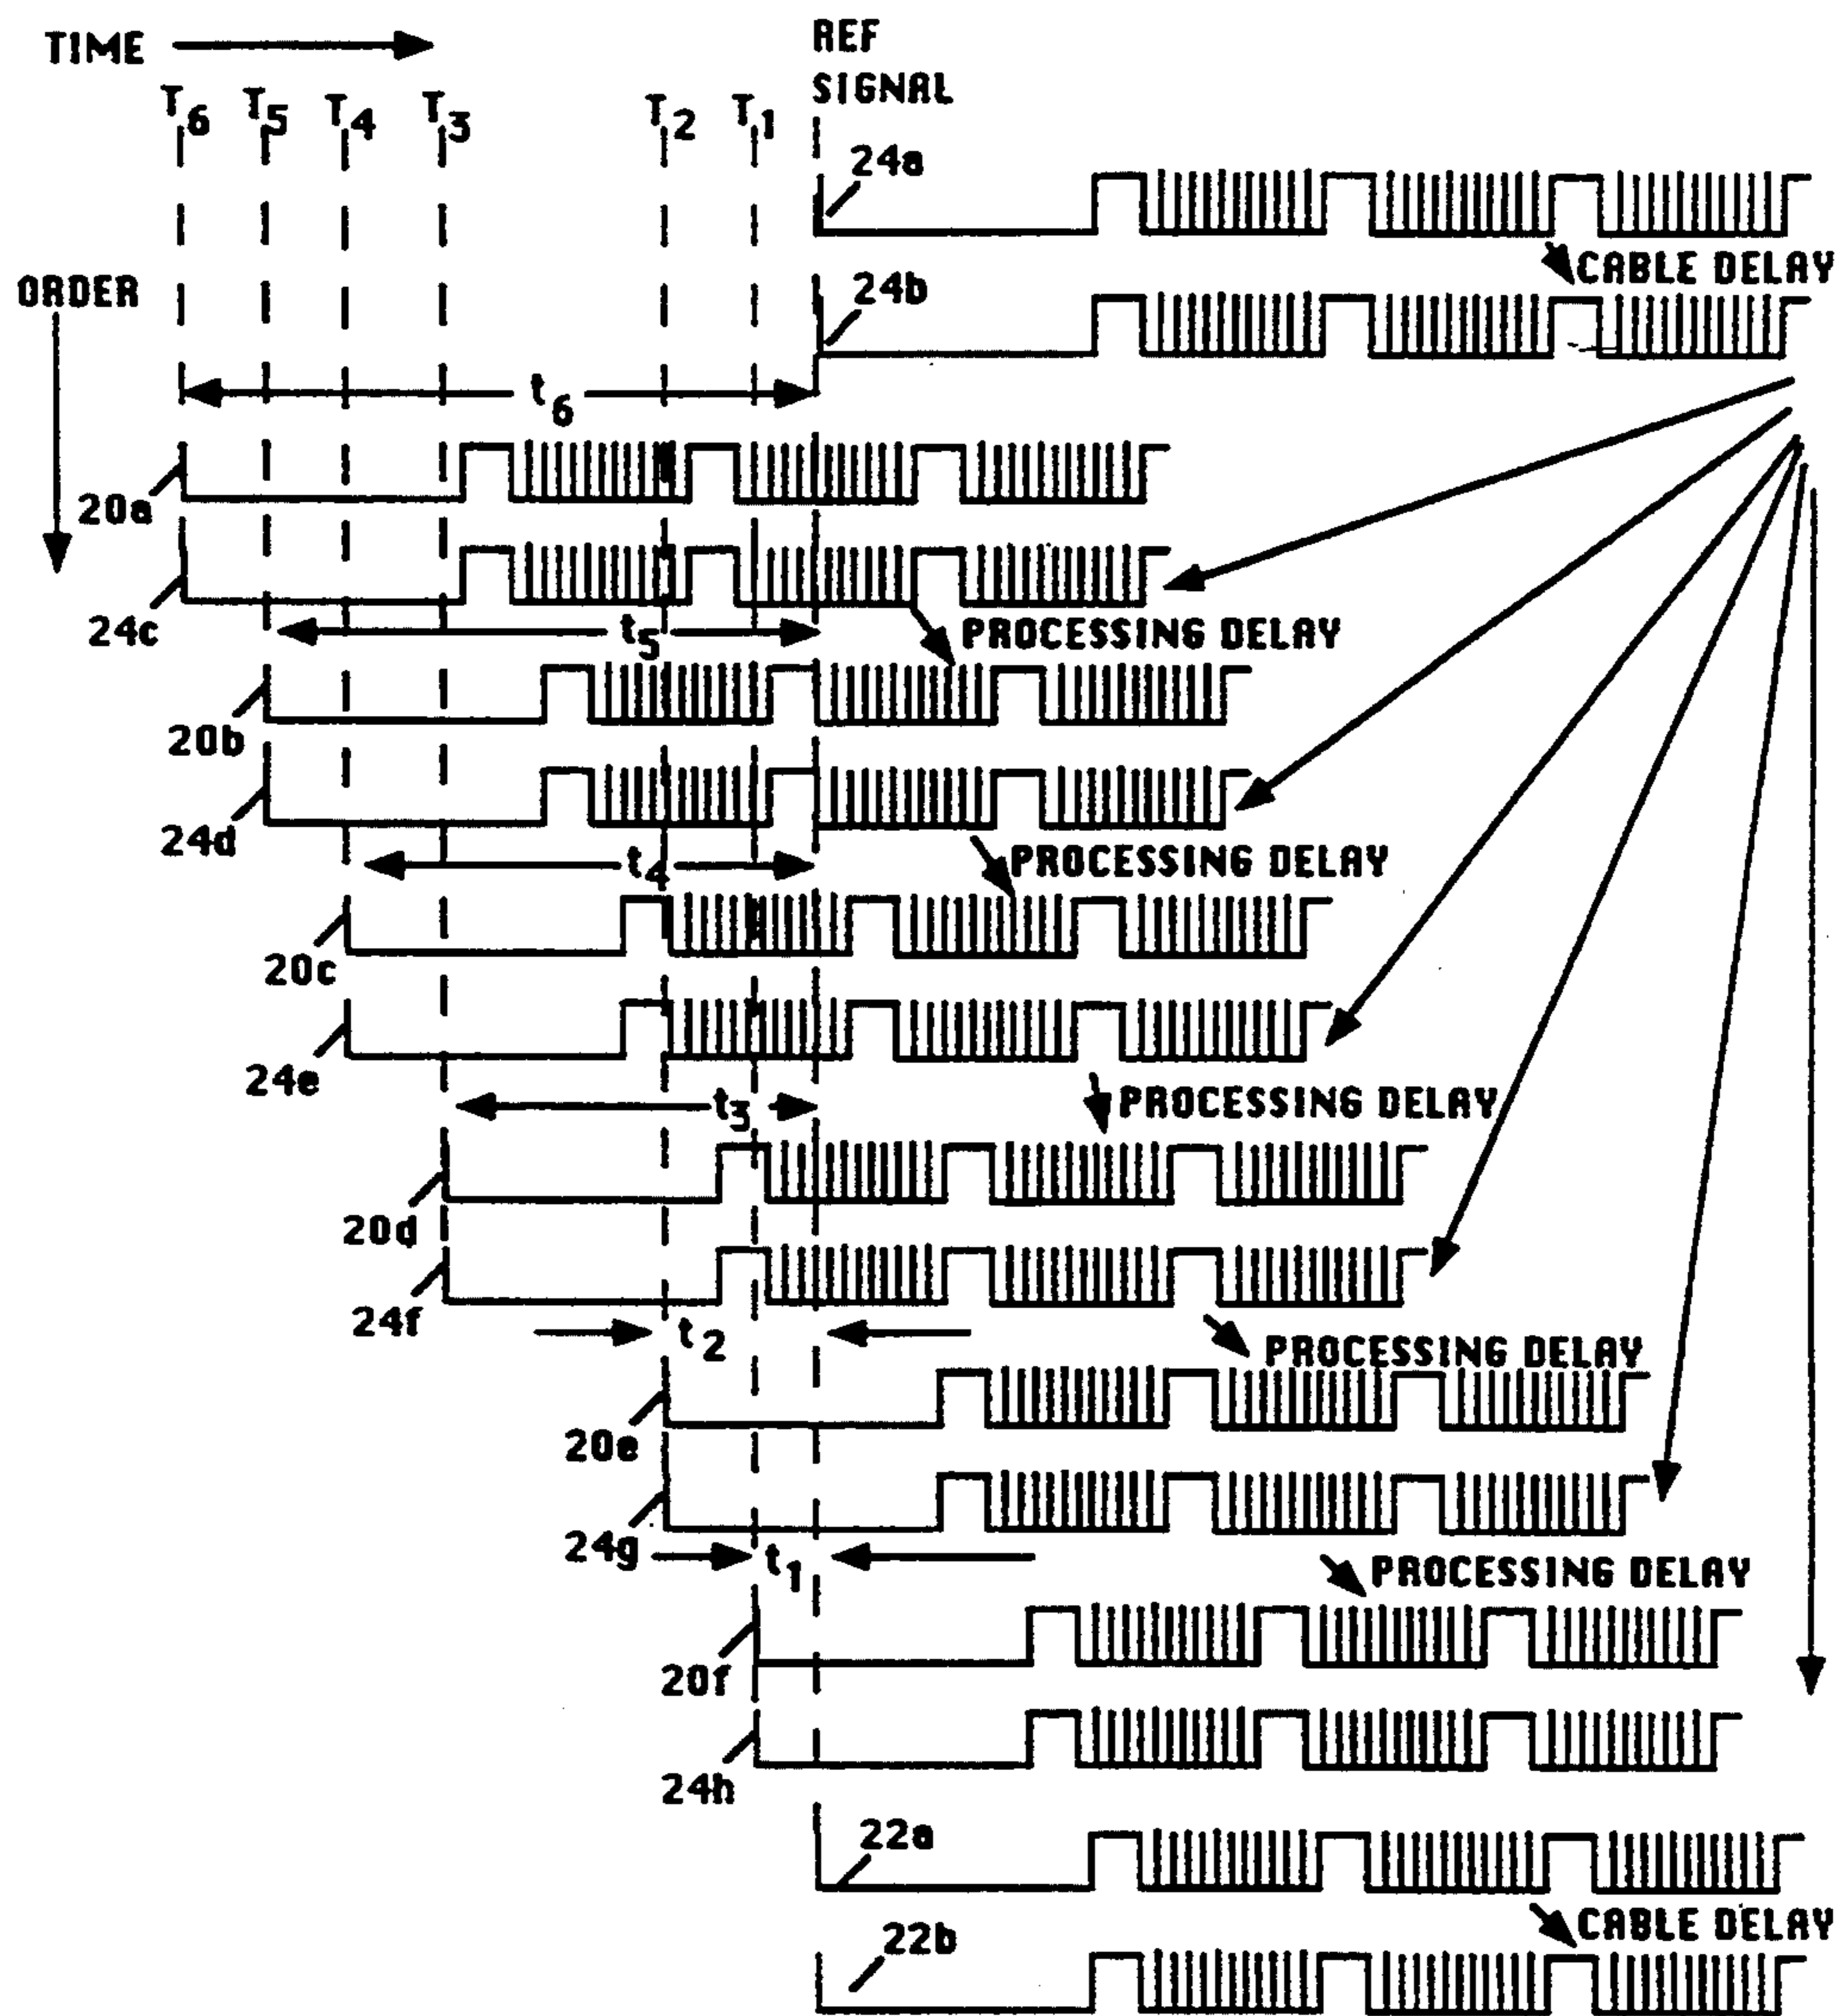 TIME
REF
SIGNAL
T6 T5 T4 T3 T2 T1
24a
CABLE DELAY
24b
ORDER
t6
20a
24c
t5 PROCESSING DELAY
20b
24d
t4 PROCESSING DELAY
20c
24e
t3 PROCESSING DELAY
20d
24f
t2 PROCESSING DELAY
20e
24g
t1 PROCESSING DELAY
20f
24h
22a
CABLE DELAY
22b